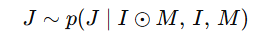 J ∼ p(J | I ⊙ M, I, M)